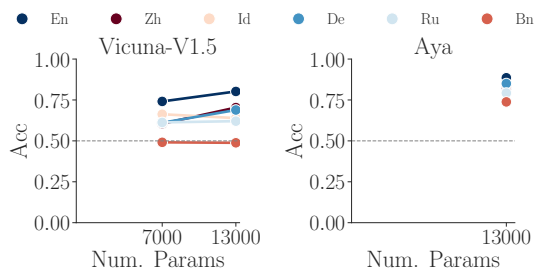 En Zh Id De Ru Bn
Vicuna-V1.5 Aya
1.00 1.00
0.75 0.75
Acc Acc
0.50 0.50
0.25 0.25
0.00 0.00
7000 13000 13000
Num. Params Num. Params